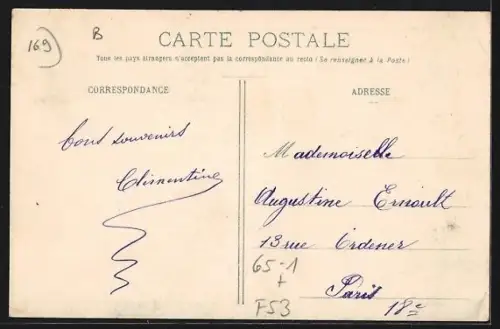 169
B
CARTE POSTALE
Tous les pays étrangers n'acceptent pas la correspondance au recto (Se renseigner à la Poste)
CORRESPONDANCE
ADRESSE
bons souvenirs
Clémentine
Mademoiselle
Augustine Ernoult
13 rue Ordener
Paris
18e
65-1
+
F53